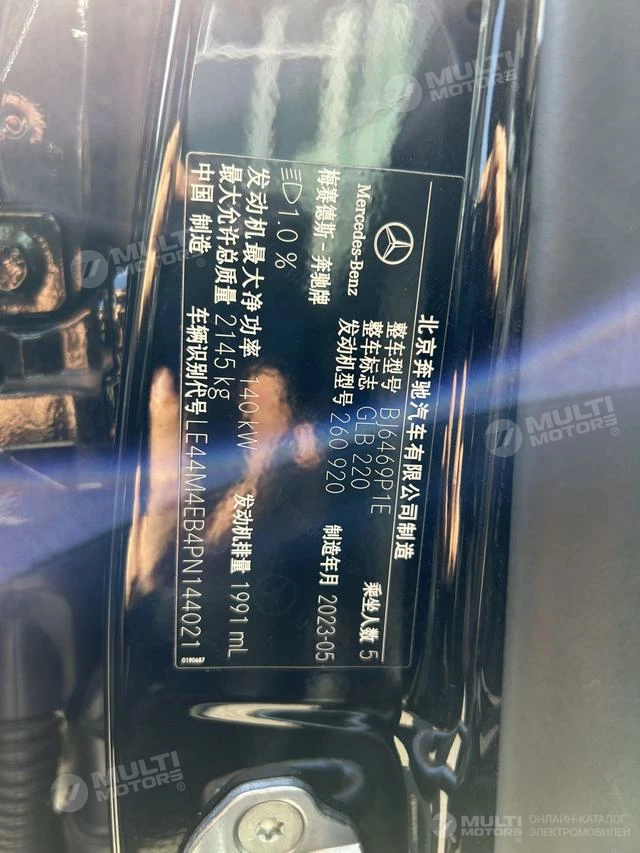 北京奔驰汽车有限公司制造
Mercedes-Benz
梅赛德斯-奔驰牌
整车型号 BJ6469P1E
整车标志 GLB 220
乘坐人数 5
发动机型号 260 920
制造年月 2023-05
1.0 %
发动机最大净功率 140 kW
发动机排量 1991 mL
最大允许总质量 2145 kg
中国 制造
车辆识别代号 LE44M4EB4PN144021
0190687
MULTI
MOTORS®
MULTI
MOTORS®
MULTI
MOTORS®
MULTI
MOTORS®
MULTI
MOTORS®
ОНЛАЙН-КАТАЛОГ
ЭЛЕКТРОМОБИЛЕЙ